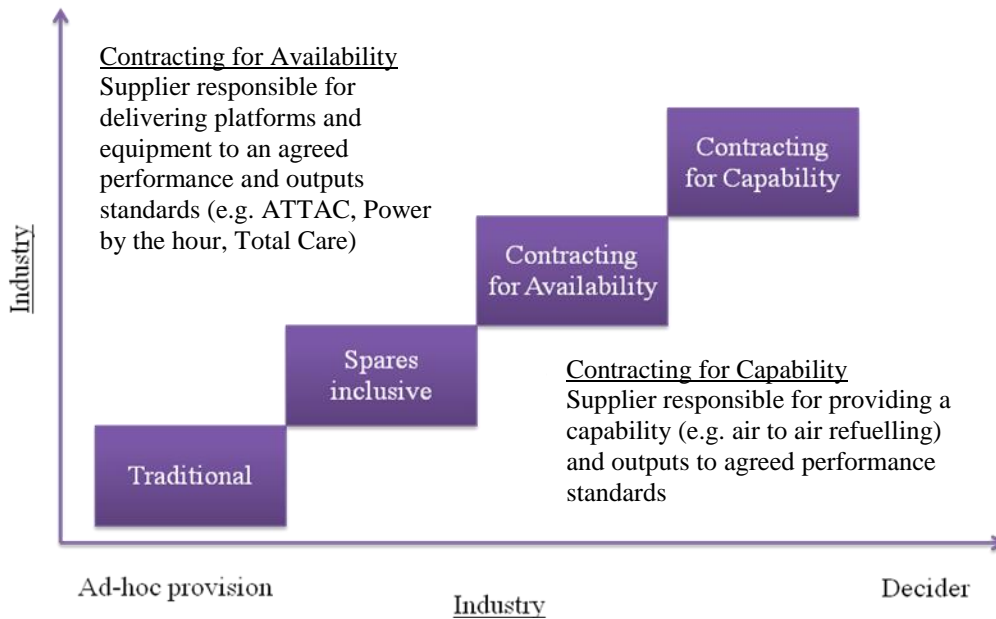 Contracting for Availability
Supplier responsible for
delivering platforms and
equipment to an agreed
performance and outputs
standards (e.g. ATTAC, Power
by the hour, Total Care)
Contracting
for Capability
Contracting
for Availability
Industry
Spares
inclusive
Contracting for Capability
Supplier responsible for providing a
capability (e.g. air to air refuelling)
and outputs to agreed performance
standards
Traditional
Ad-hoc provision
Industry
Decider